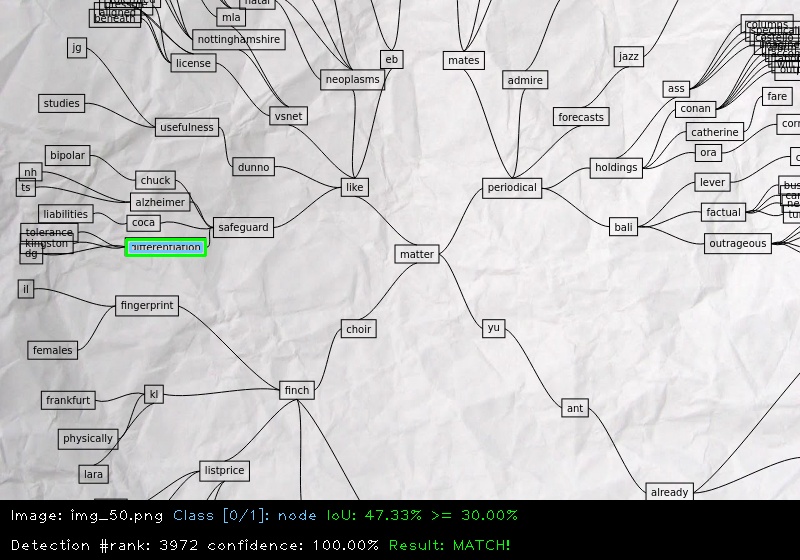 natal
mla
nottinghamshire
license
jg
studies
usefulness
vsnet
neoplasms
eb
mates
admire
jazz
forecasts
columns
ass
conan
fare
catherine
ora
holdings
periodical
lever
factual
bali
outrageous
bipolar
dunno
like
nh
ts
chuck
alzheimer
liabilities
coca
safeguard
tolerance
kingston
dg
differentiation
matter
il
fingerprint
choir
yu
females
finch
frankfurt
kl
ant
physically
lara
listprice
already
Image: img_50.png Class [0/1]: node IoU: 47.33% >= 30.00%
Detection #rank: 3972 confidence: 100.00% Result: MATCH!